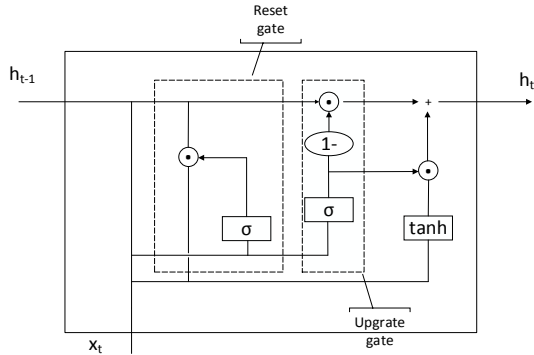 Reset
gate
h_{t-1}
h_t
+
1-
σ
σ
tanh
x_t
Upgrate
gate